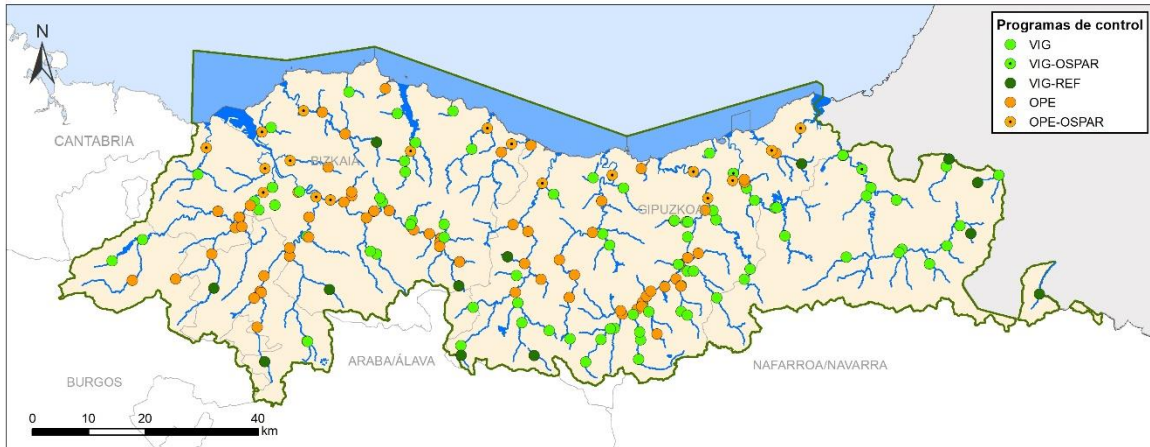 N
Programas de control
VIG
VIG-OSPAR
VIG-REF
OPE
OPE-OSPAR
CANTABRIA
BIZKAIA
GIPUZKOA
ARABA/ÁLAVA
NAFARROA/NAVARRA
BURGOS
0 10 20 40
km